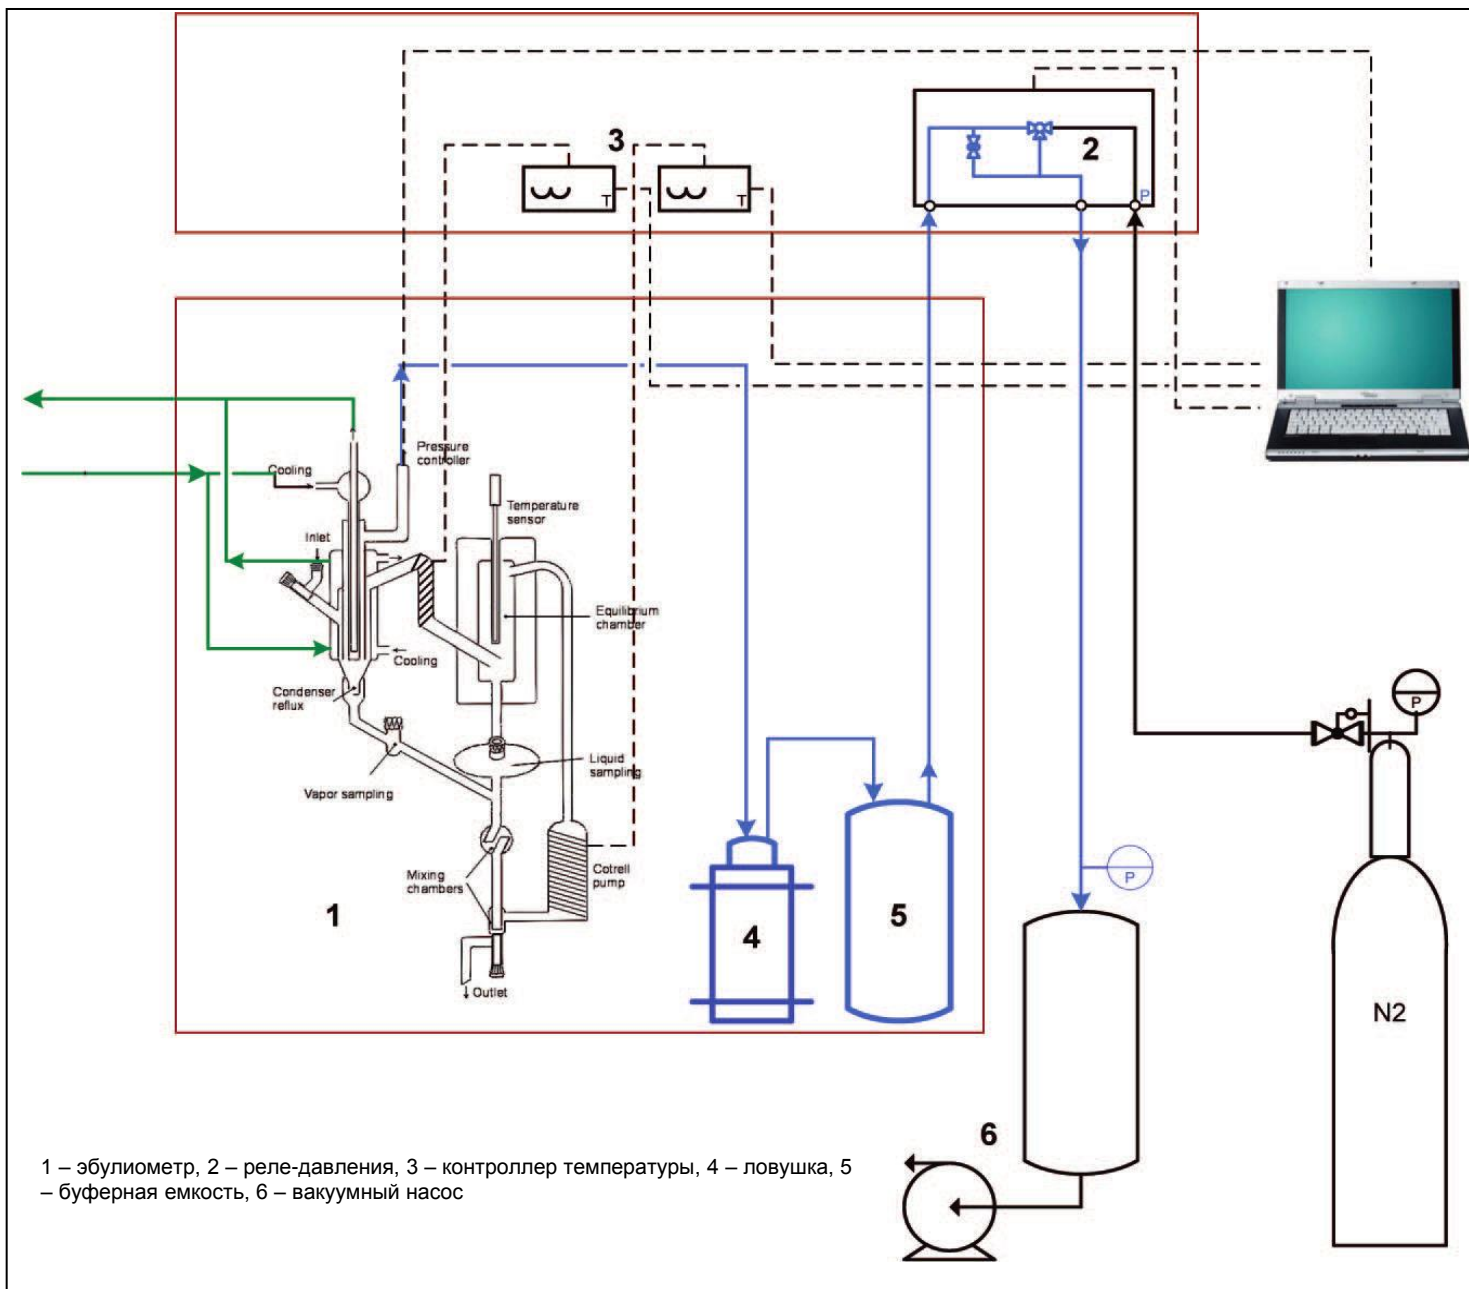 3
2
T
T
P
Pressure
controller
Cooling
Temperature
sensor
Inlet
Equilibrium
chamber
Cooling
Condenser
reflux
P
Liquid
sampling
Vapor sampling
Mixing
chambers
Cotrell
pump
P
1
4
5
Outlet
N2
6
1 – эбулиометр, 2 – реле-давления, 3 – контроллер температуры, 4 – ловушка, 5
– буферная емкость, 6 – вакуумный насос